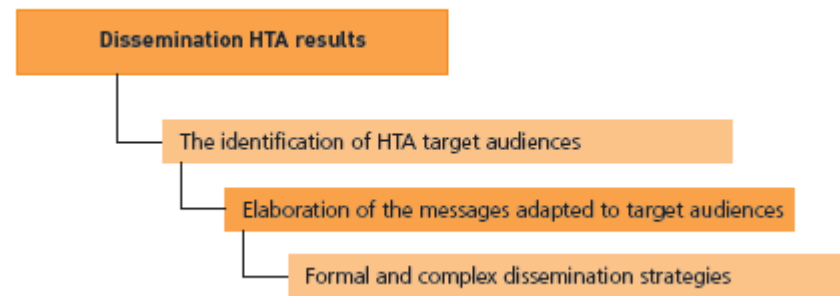 Dissemination HTA results
The identification of HTA target audiences
Elaboration of the messages adapted to target audiences
Formal and complex dissemination strategies